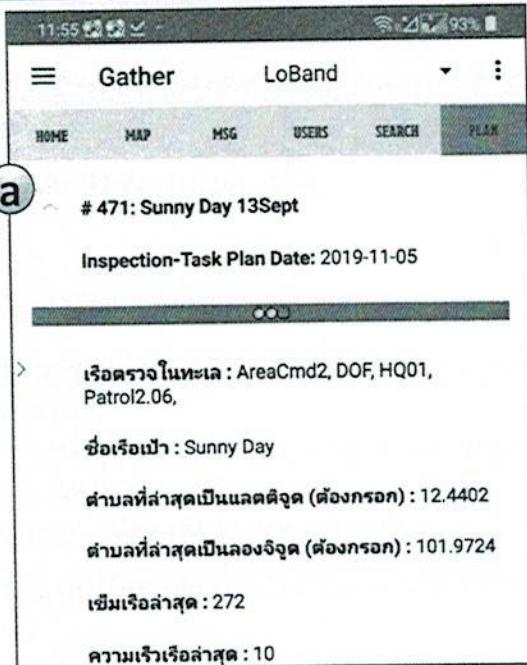 11:55 93%
Gather LoBand
HOME MAP MSG USERS SEARCH PLAN
a
# 471: Sunny Day 13Sept
Inspection-Task Plan Date: 2019-11-05
เรือตรวจในทะเล : AreaCmd2, DOF, HQ01,
Patrol2.06,
ชื่อเรือเป้า : Sunny Day
ตำบลที่ล่าสุดเป็นแลตติจูด (ต้องกรอก) : 12.4402
ตำบลที่ล่าสุดเป็นลองจิจูด (ต้องกรอก) : 101.9724
เข็มเรือล่าสุด : 272
ความเร็วเรือล่าสุด : 10